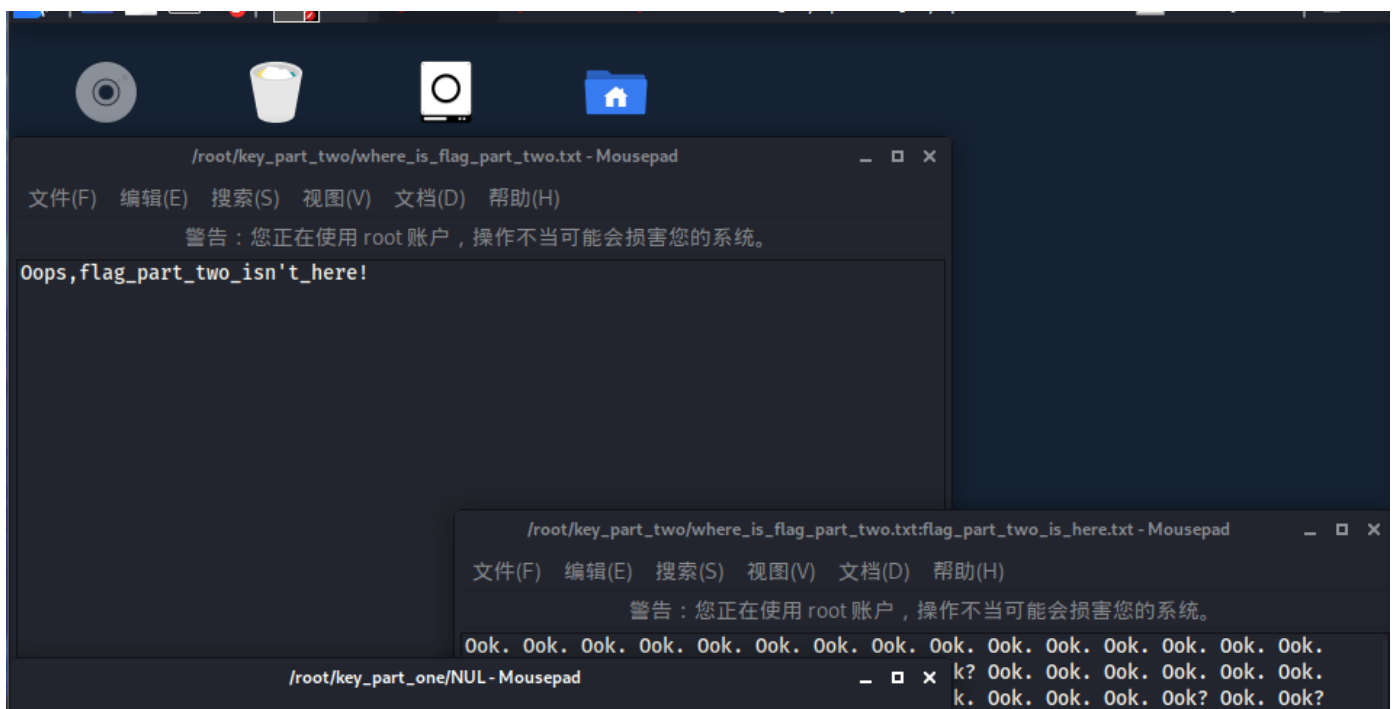 /root/key_part_two/where_is_flag_part_two.txt - Mousepad
文件(F) 编辑(E) 搜索(S) 视图(V) 文档(D) 帮助(H)
警告：您正在使用 root 账户，操作不当可能会损害您的系统。
Oops,flag_part_two_isn't_here!
/root/key_part_two/where_is_flag_part_two.txt:flag_part_two_is_here.txt - Mousepad
文件(F) 编辑(E) 搜索(S) 视图(V) 文档(D) 帮助(H)
警告：您正在使用 root 账户，操作不当可能会损害您的系统。
Ook. Ook. Ook. Ook. Ook. Ook. Ook. Ook. Ook. Ook. Ook. Ook. Ook. Ook. Ook.
k? Ook. Ook. Ook. Ook. Ook. Ook.
k. Ook. Ook. Ook. Ook? Ook. Ook?
/root/key_part_one/NUL - Mousepad